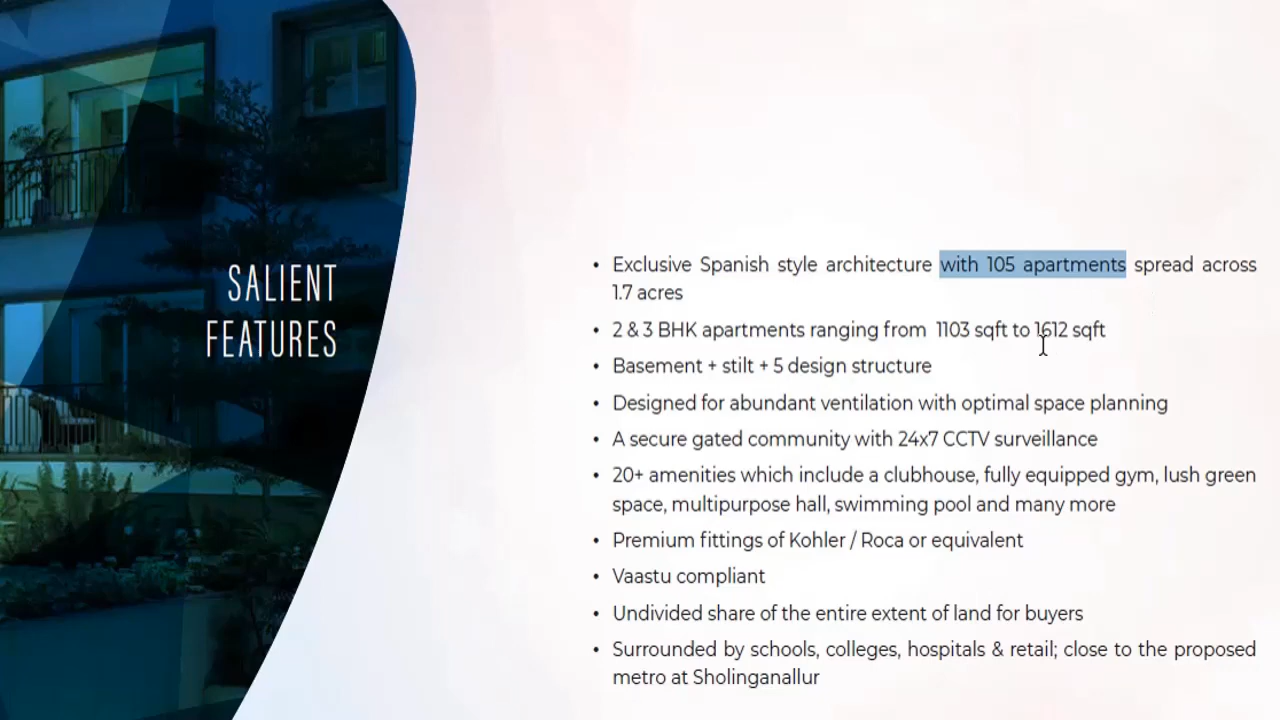 SALIENT
FEATURES
• Exclusive Spanish style architecture with 105 apartments spread across
1.7 acres
• 2 & 3 BHK apartments ranging from 1103 sqft to 1612 sqft
• Basement + stilt + 5 design structure
• Designed for abundant ventilation with optimal space planning
• A secure gated community with 24x7 CCTV surveillance
• 20+ amenities which include a clubhouse, fully equipped gym, lush green
space, multipurpose hall, swimming pool and many more
• Premium fittings of Kohler / Roca or equivalent
• Vaastu compliant
• Undivided share of the entire extent of land for buyers
• Surrounded by schools, colleges, hospitals & retail; close to the proposed
metro at Sholinganallur